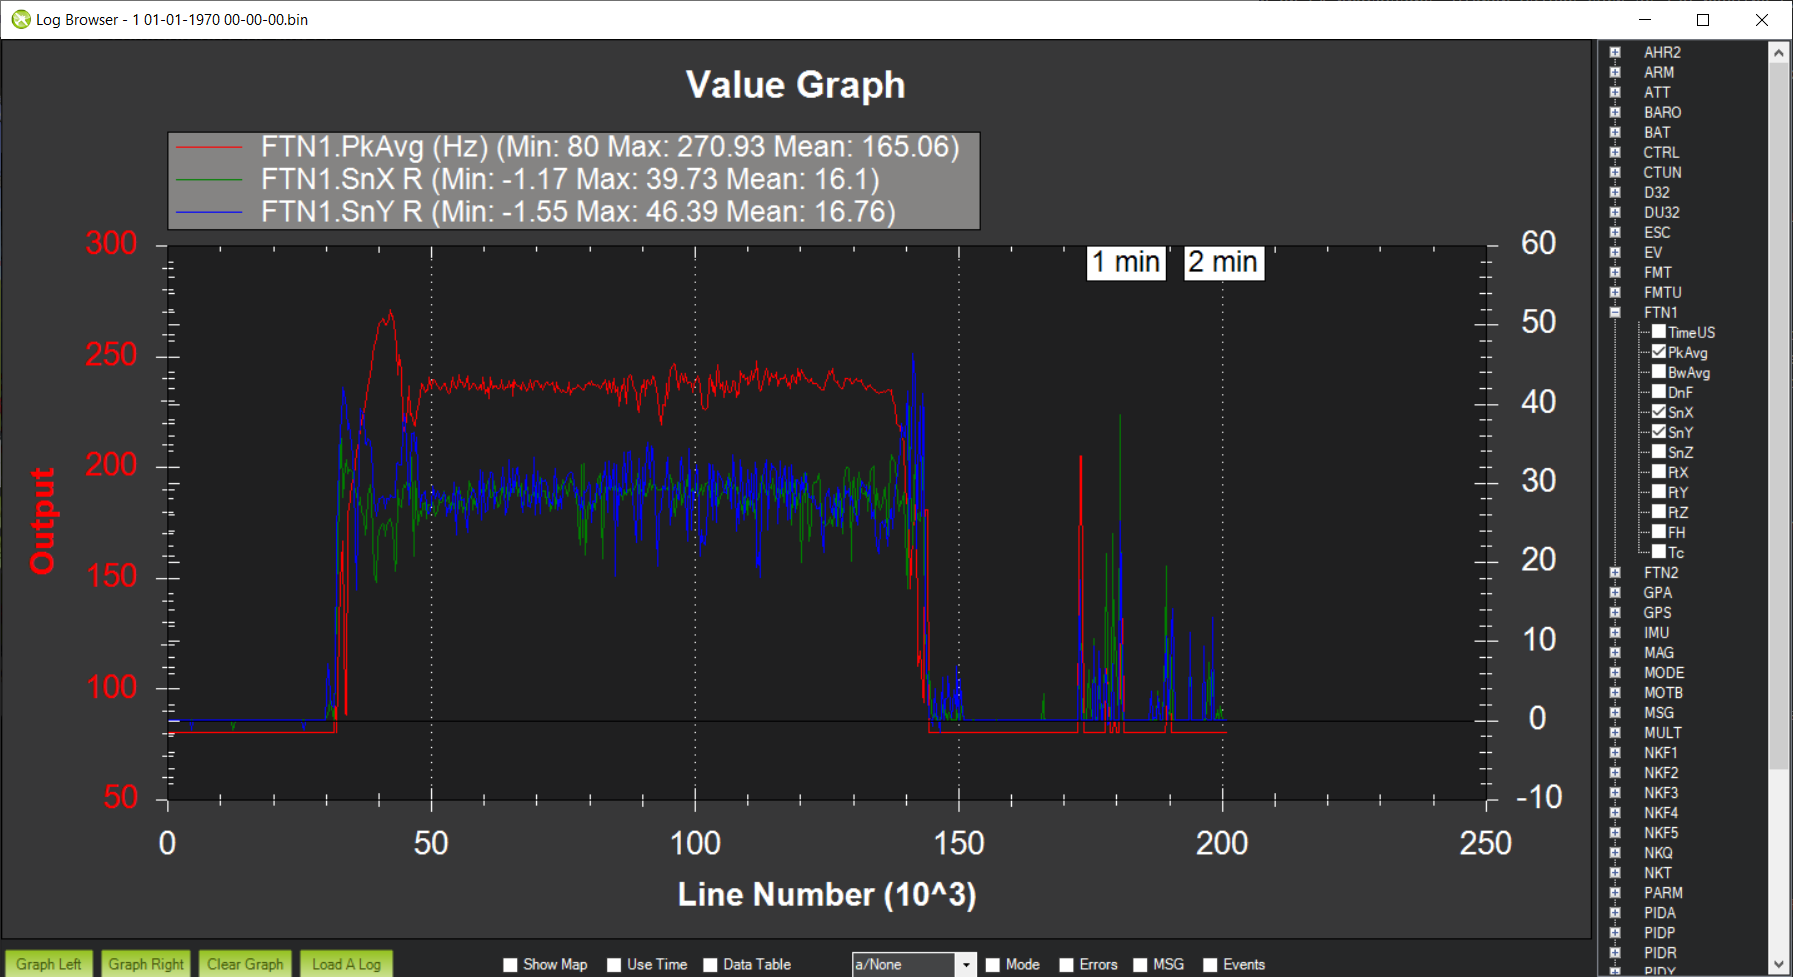 Log Browser - 1 01-01-1970 00-00-00.bin
Value Graph
FTN1.PkAvg (Hz) (Min: 80 Max: 270.93 Mean: 165.06)
FTN1.SnX R (Min: -1.17 Max: 39.73 Mean: 16.1)
FTN1.SnY R (Min: -1.55 Max: 46.39 Mean: 16.76)
1 min 2 min
Output
300
250
200
150
100
50
60
50
40
30
20
10
0
-10
0 50 100 150 200 250
Line Number (10^3)
AHR2
ARM
ATT
BARO
BAT
CTRL
CTUN
D32
DU32
ESC
EV
FMT
FMTU
FTN1
TimeUS
PkAvg
BwAvg
DnF
SnX
SnY
SnZ
FtX
FtY
FtZ
FH
Tc
FTN2
GPA
GPS
IMU
MAG
MODE
MOTB
MSG
MULT
NKF1
NKF2
NKF3
NKF4
NKF5
NKQ
NKT
PARM
PIDA
PIDP
PIDR
PIDY
Graph Left Graph Right Clear Graph Load A Log Show Map Use Time Data Table a/None Mode Errors MSG Events